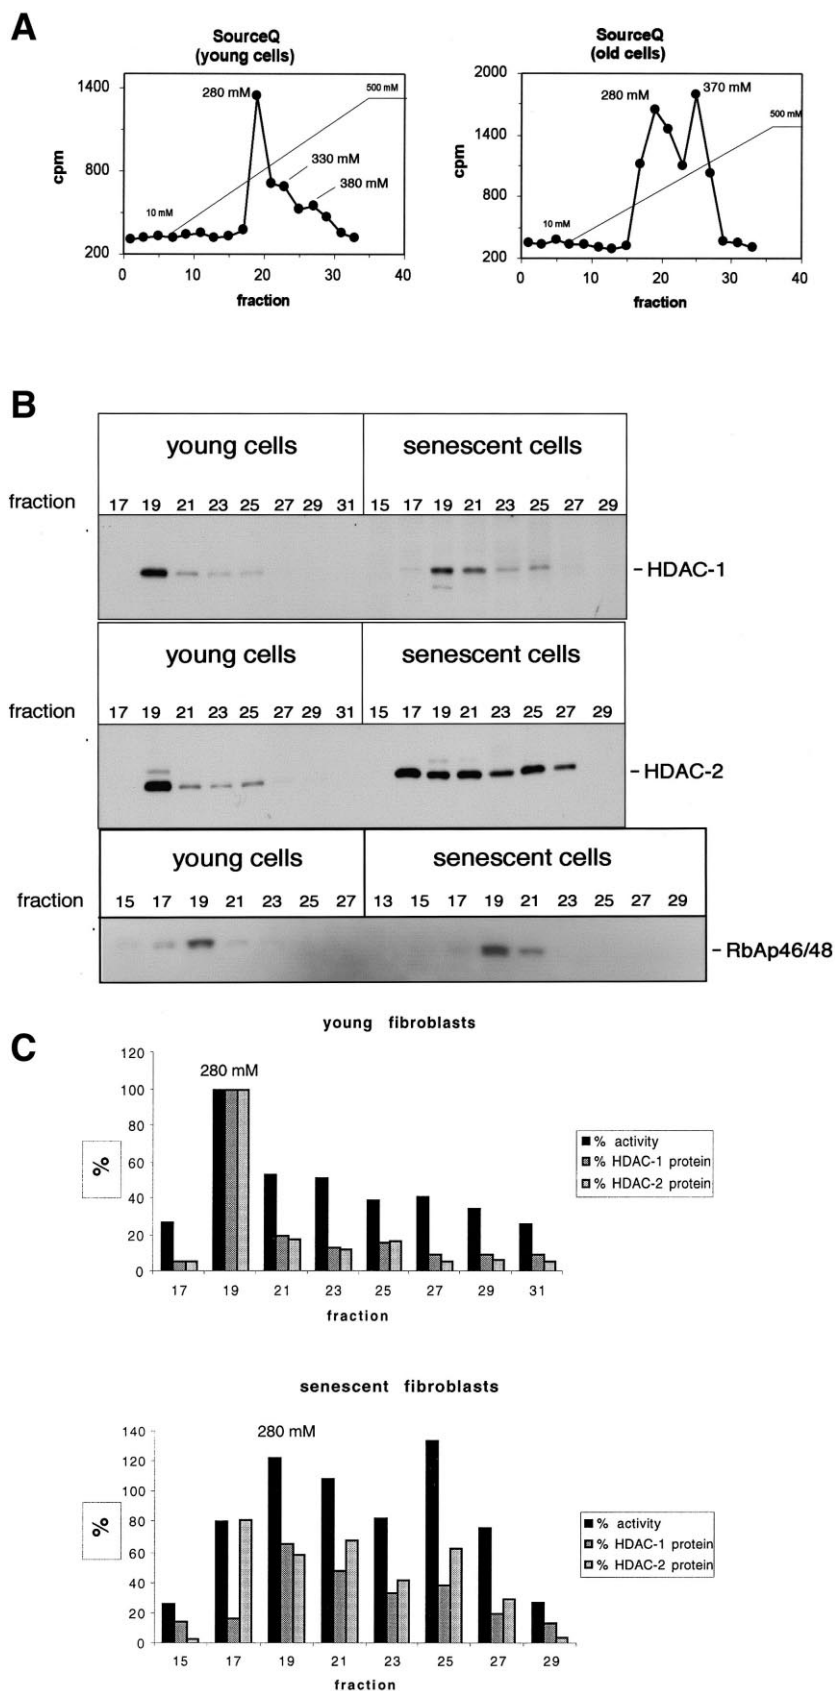 A
SourceQ
(young cells)
1400
800
200
cpm
280 mM
500 mM
330 mM
380 mM
10 mM
0 10 20 30 40
fraction
SourceQ
(old cells)
2000
1400
800
200
cpm
280 mM
370 mM
500 mM
10 mM
0 10 20 30 40
fraction
B
young cells senescent cells
fraction 17 19 21 23 25 27 29 31 15 17 19 21 23 25 27 29
– HDAC-1
young cells senescent cells
fraction 17 19 21 23 25 27 29 31 15 17 19 21 23 25 27 29
– HDAC-2
young cells senescent cells
fraction 15 17 19 21 23 25 27 13 15 17 19 21 23 25 27 29
– RbAp46/48
C
young fibroblasts
120
100
80
60
40
20
0
%
280 mM
17 19 21 23 25 27 29 31
fraction
% activity
% HDAC-1 protein
% HDAC-2 protein
senescent fibroblasts
140
120
100
80
60
40
20
0
%
280 mM
15 17 19 21 23 25 27 29
fraction
% activity
% HDAC-1 protein
% HDAC-2 protein